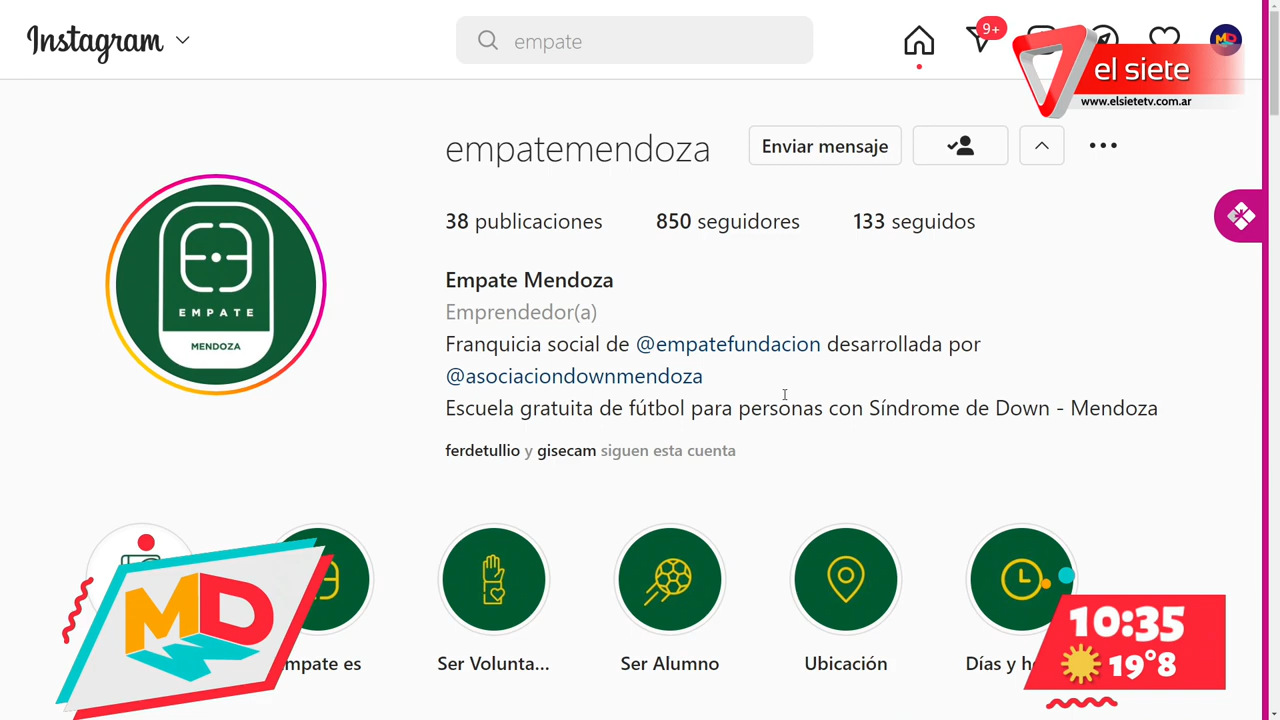 Instagram
empate
9+
el siete
www.elsietetv.com.ar
empatemendoza
Enviar mensaje
38 publicaciones 850 seguidores 133 seguidos
Empate Mendoza
Emprendedor(a)
Franquicia social de @empatefundacion desarrollada por
@asociaciondownmendoza
Escuela gratuita de fútbol para personas con Síndrome de Down - Mendoza
ferdetullio y gisecam siguen esta cuenta
EMPATE
MENDOZA
MD
mpate es
Ser Volunta...
Ser Alumno
Ubicación
Días y h
10:35
19°8